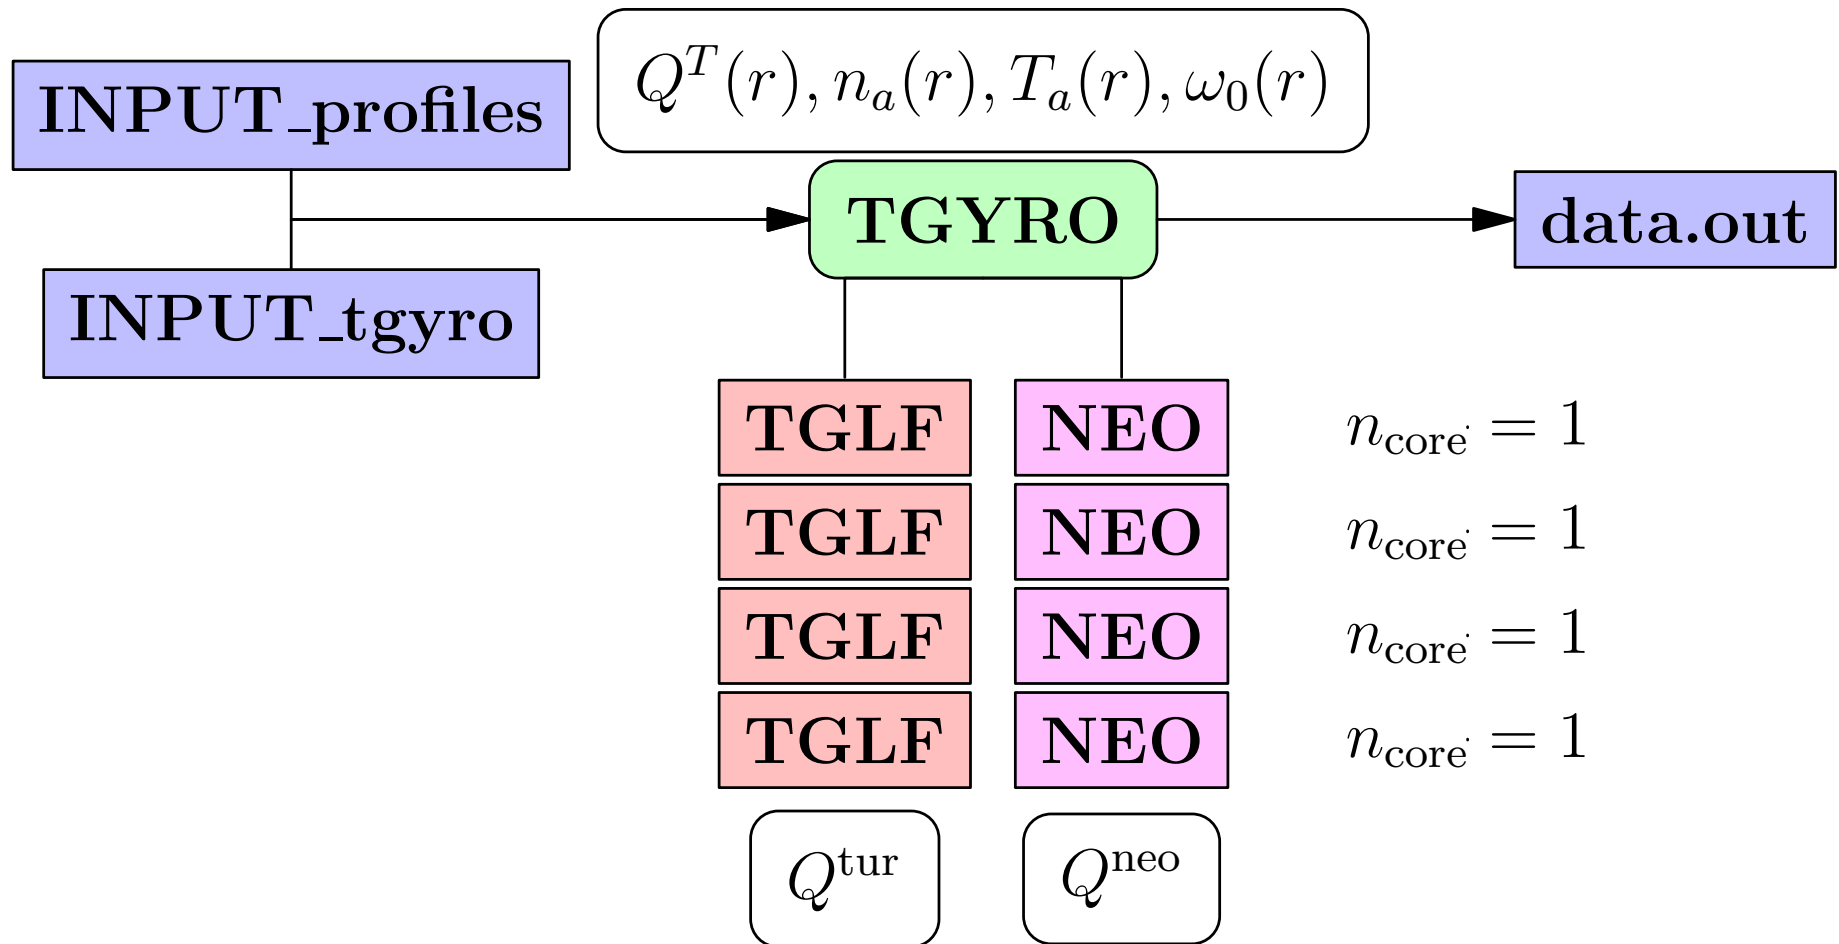 Q^T(r), n_a(r), T_a(r), ω_0(r)
INPUT_profiles
TGYRO
data.out
INPUT_tgyro
TGLF NEO n_core = 1
TGLF NEO n_core = 1
TGLF NEO n_core = 1
TGLF NEO n_core = 1
Q^tur Q^neo